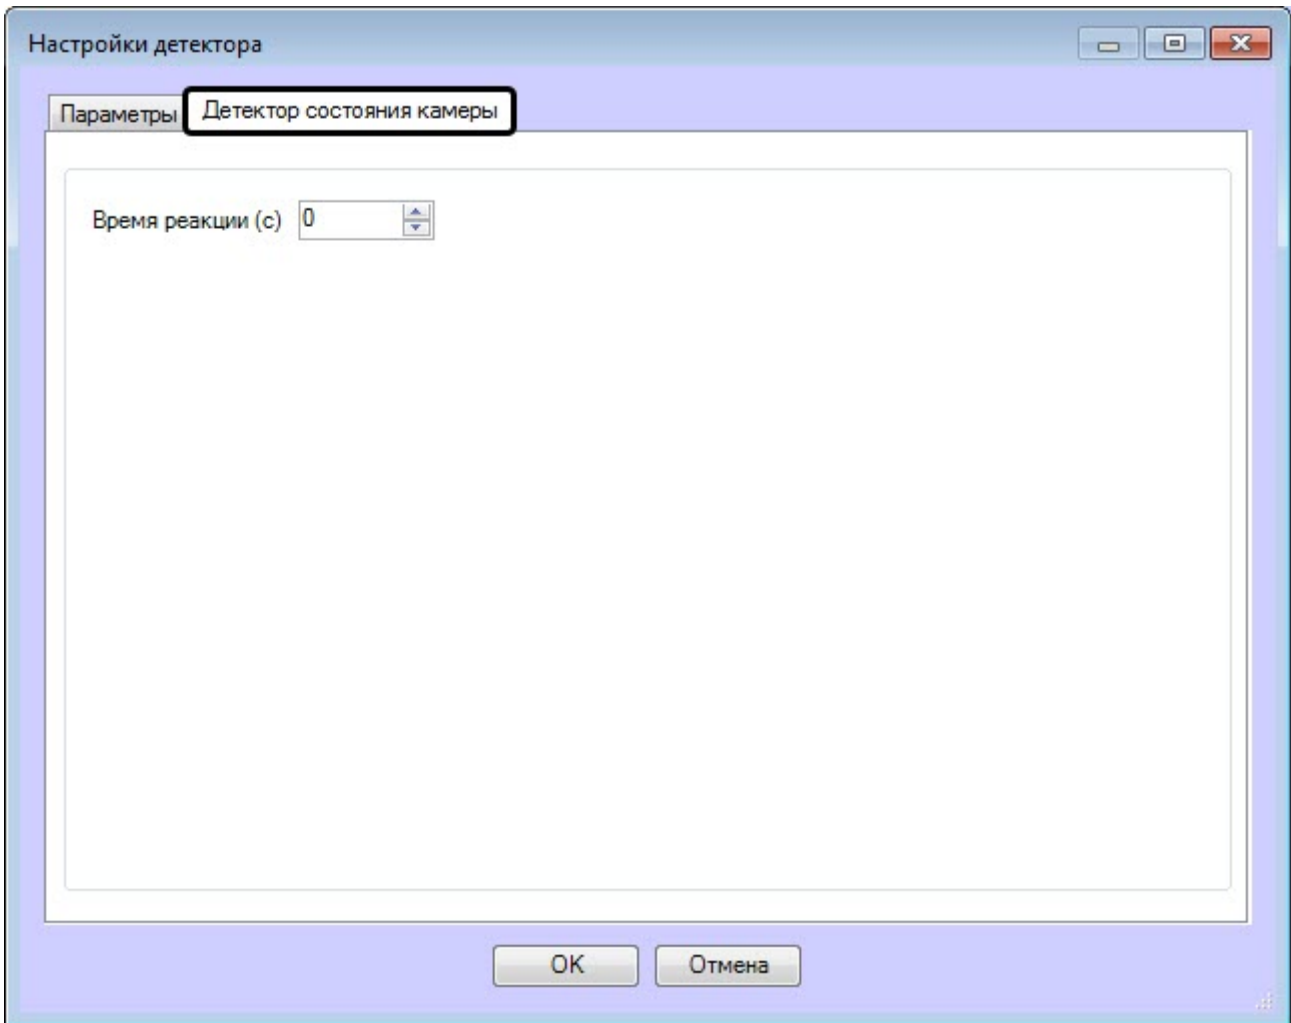 Настройки детектора
Параметры Детектор состояния камеры
Время реакции (с) 0
OK Отмена